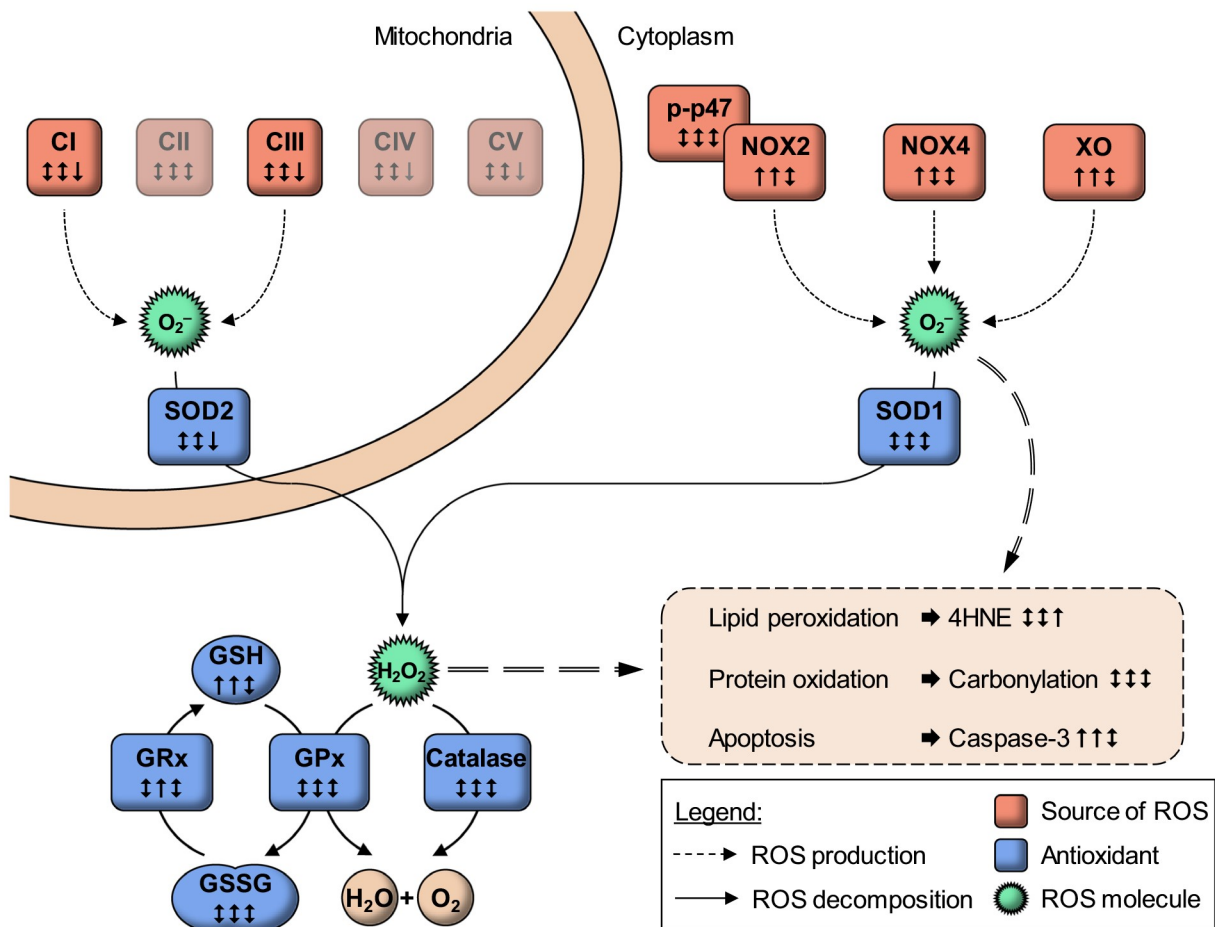 Mitochondria
Cytoplasm
CI
↕↕↓
CII
↕↕↕
CIII
↕↕↓
CIV
↕↕↓
CV
↕↕↓
p-p47
↕↕↕
NOX2
↑↑↕
NOX4
↑↕↕
XO
↑↑↕
O₂⁻
O₂⁻
SOD2
↕↕↓
SOD1
↕↕↕
Lipid peroxidation ➡ 4HNE ↕↕↑
Protein oxidation ➡ Carbonylation ↕↕↕
Apoptosis ➡ Caspase-3 ↑↑↕
GSH
↑↑↕
H₂O₂
GRx
↕↑↕
GPx
↕↕↕
Catalase
↕↕↕
GSSG
↕↕↕
H₂O + O₂
Legend:
ROS production
ROS decomposition
Source of ROS
Antioxidant
ROS molecule